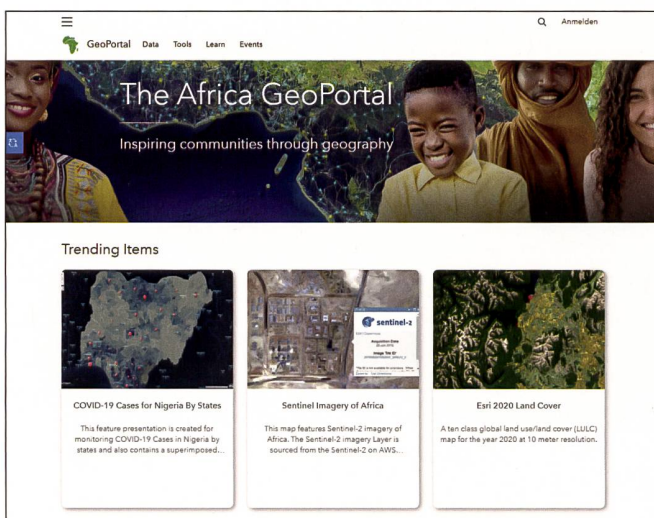 Anmelden
GeoPortal Data Tools Learn Events
The Africa GeoPortal
Inspiring communities through geography
Trending Items
sentinel-2
Acquisition Date
COVID-19 Cases for Nigeria By States
This feature presentation is created for
monitoring COVID-19 Cases in Nigeria by
states and also contains a superimposed...
Sentinel Imagery of Africa
This map features Sentinel-2 imagery of
Africa. The Sentinel-2 imagery Layer is
sourced from the Sentinel-2 on AWS...
Esri 2020 Land Cover
A ten class global land use/land cover (LULC)
map for the year 2020 at 10 meter resolution.